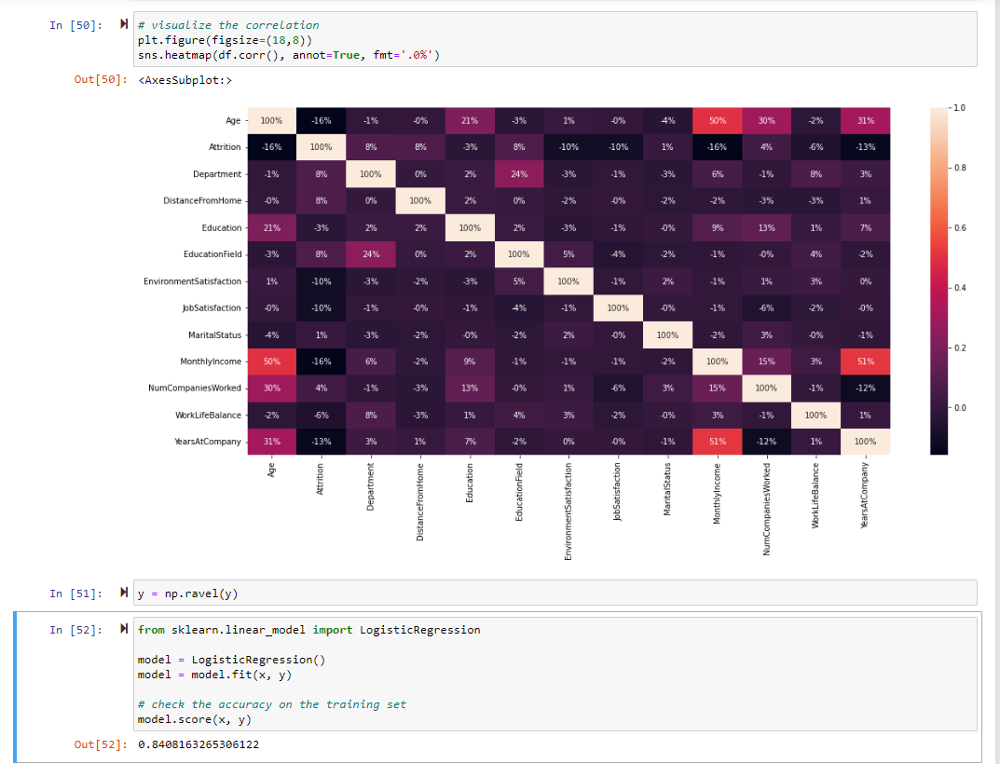 In [50]: # visualize the correlation
plt.figure(figsize=(18,8))
sns.heatmap(df.corr(), annot=True, fmt='.0%')
Out[50]: <AxesSubplot:>
Age 100% -16% -1% -0% 21% -3% 1% -0% -4% 50% 30% -2% 31%
Attrition -16% 100% 8% 8% -3% 8% -10% -10% 1% -16% 4% -6% -13%
Department -1% 8% 100% 0% 2% 24% -3% -1% -3% 6% -1% 8% 3%
DistanceFromHome -0% 8% 0% 100% 2% 0% -2% -0% -2% -2% -3% -3% 1%
Education 21% -3% 2% 2% 100% 2% -3% -1% -0% 9% 13% 1% 7%
EducationField -3% 8% 24% 0% 2% 100% 5% -4% -2% -1% -0% 4% -2%
EnvironmentSatisfaction 1% -10% -3% -2% -3% 5% 100% -1% 2% -1% 1% 3% 0%
JobSatisfaction -0% -10% -1% -0% -1% -4% -1% 100% -0% -1% -6% -2% -0%
MaritalStatus -4% 1% -3% -2% -0% -2% 2% -0% 100% -2% 3% -0% -1%
MonthlyIncome 50% -16% 6% -2% 9% -1% -1% -1% -2% 100% 15% 3% 51%
NumCompaniesWorked 30% 4% -1% -3% 13% -0% 1% -6% 3% 15% 100% -1% -12%
WorkLifeBalance -2% -6% 8% -3% 1% 4% 3% -2% -0% 3% -1% 100% 1%
YearsAtCompany 31% -13% 3% 1% 7% -2% 0% -0% -1% 51% -12% 1% 100%
Age
Attrition
Department
DistanceFromHome
Education
EducationField
EnvironmentSatisfaction
JobSatisfaction
MaritalStatus
MonthlyIncome
NumCompaniesWorked
WorkLifeBalance
YearsAtCompany
1.0
0.8
0.6
0.4
0.2
0.0
In [51]: y = np.ravel(y)
In [52]: from sklearn.linear_model import LogisticRegression
model = LogisticRegression()
model = model.fit(x, y)
# check the accuracy on the training set
model.score(x, y)
Out[52]: 0.8408163265306122